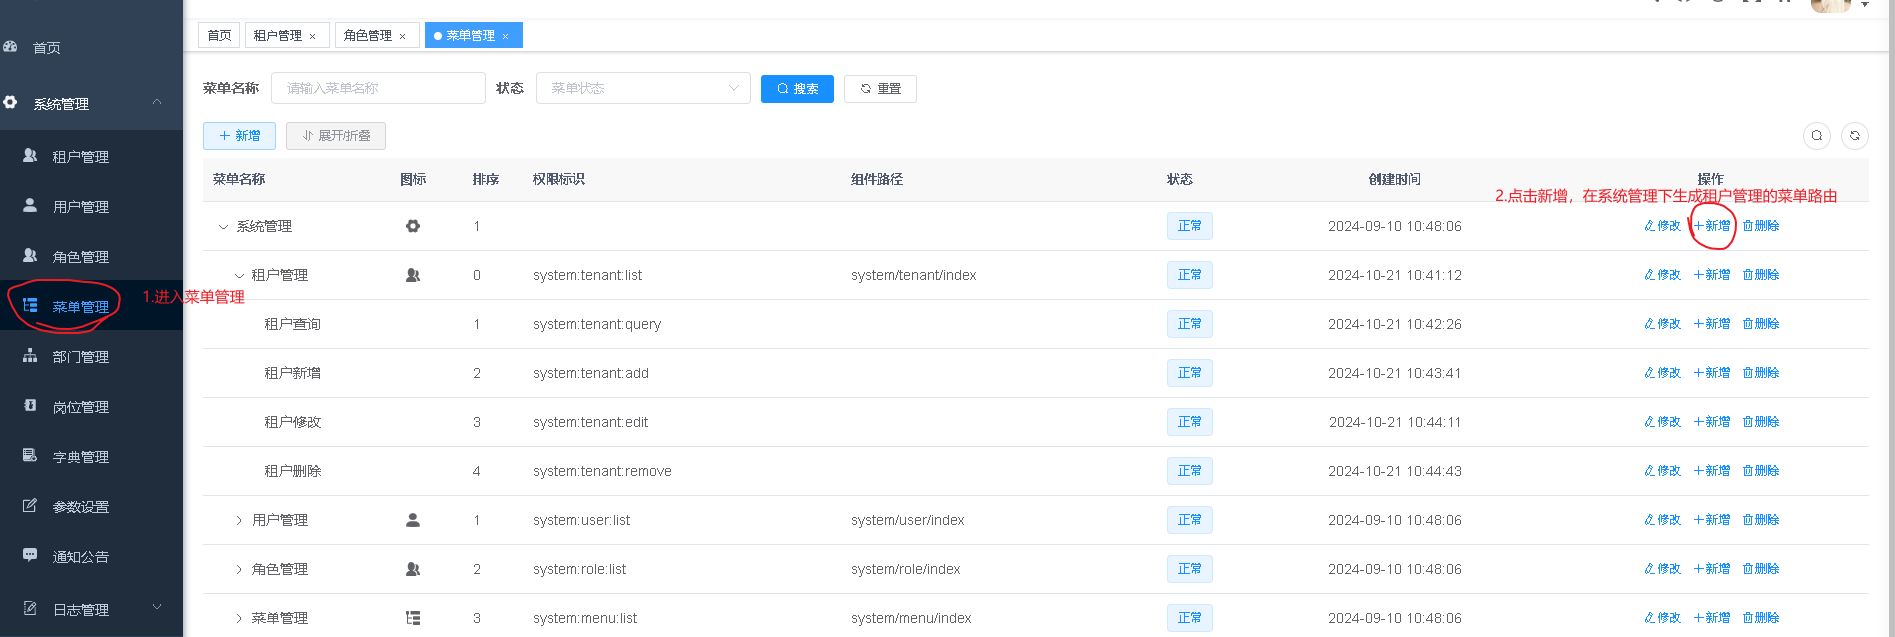 首页
系统管理
租户管理
用户管理
角色管理
菜单管理
部门管理
岗位管理
字典管理
参数设置
通知公告
日志管理
1.进入菜单管理
首页 租户管理 × 角色管理 × 菜单管理 ×
菜单名称 请输入菜单名称 状态 菜单状态 搜索 重置
+ 新增 展开/折叠
菜单名称 图标 排序 权限标识 组件路径 状态 创建时间 操作
2.点击新增，在系统管理下生成租户管理的菜单路由
系统管理 1 正常 2024-09-10 10:48:06 修改 +新增 删除
租户管理 0 system:tenant:list system/tenant/index 正常 2024-10-21 10:41:12 修改 +新增 删除
租户查询 1 system:tenant:query 正常 2024-10-21 10:42:26 修改 +新增 删除
租户新增 2 system:tenant:add 正常 2024-10-21 10:43:41 修改 +新增 删除
租户修改 3 system:tenant:edit 正常 2024-10-21 10:44:11 修改 +新增 删除
租户删除 4 system:tenant:remove 正常 2024-10-21 10:44:43 修改 +新增 删除
用户管理 1 system:user:list system/user/index 正常 2024-09-10 10:48:06 修改 +新增 删除
角色管理 2 system:role:list system/role/index 正常 2024-09-10 10:48:06 修改 +新增 删除
菜单管理 3 system:menu:list system/menu/index 正常 2024-09-10 10:48:06 修改 +新增 删除